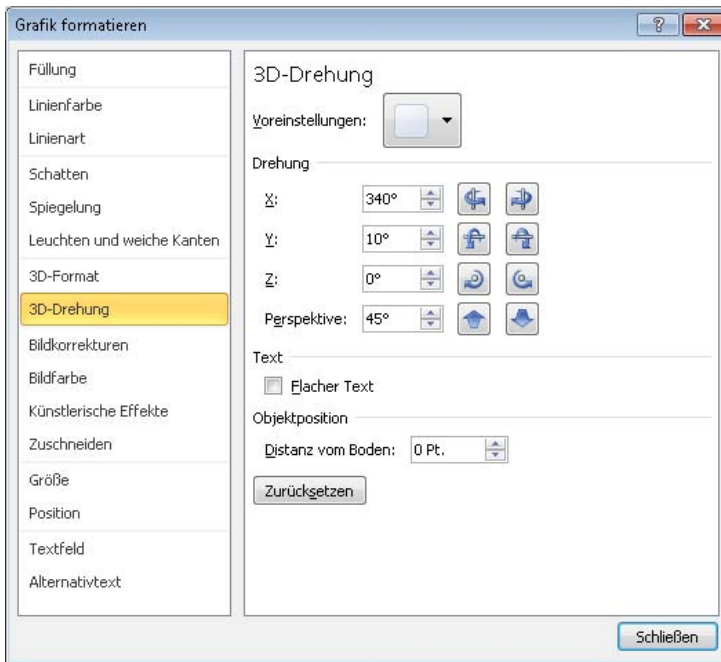 Grafik formatieren
Füllung
Linienfarbe
Linienart
Schatten
Spiegelung
Leuchten und weiche Kanten
3D-Format
3D-Drehung
Bildkorrekturen
Bildfarbe
Künstlerische Effekte
Zuschneiden
Größe
Position
Textfeld
Alternativtext
3D-Drehung
Voreinstellungen:
Drehung
X: 340°
Y: 10°
Z: 0°
Perspektive: 45°
Text
Flacher Text
Objektposition
Distanz vom Boden: 0 Pt.
Zurücksetzen
Schließen